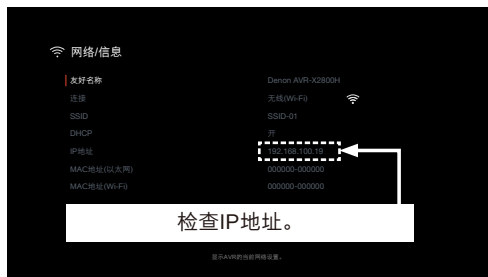 网络/信息
友好名称 Denon AVR-X2800H
连接 无线(Wi-Fi)
SSID SSID-01
DHCP 开
IP地址 192.168.100.19
MAC地址(以太网) 000000-000000
MAC地址(Wi-Fi) 000000-000000
检查IP地址。
显示AVR的当前网络设置。